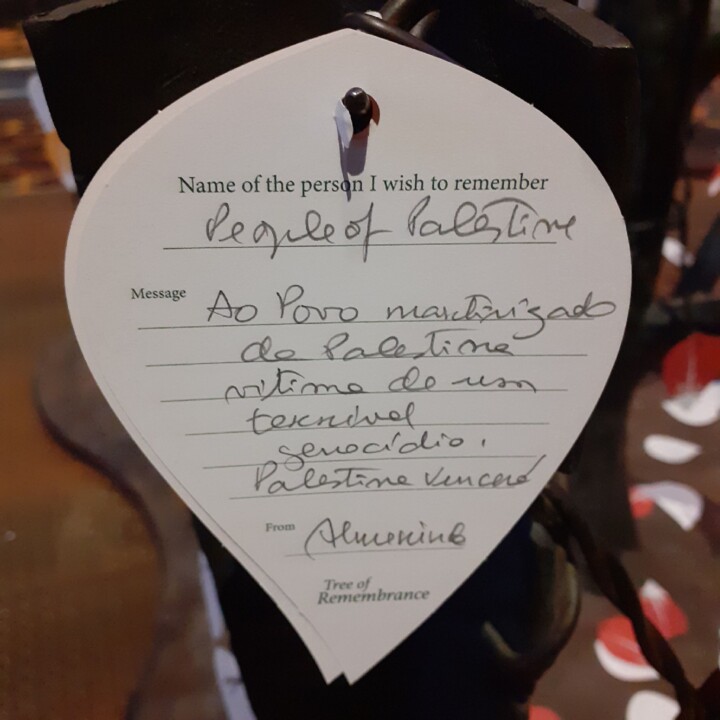 Name of the person I wish to remember
People of Palestine
Message
Ao Povo martirizado
da Palestina
vítima de um
terrível
genocídio.
Palestina vencerá
From
Tree of
Remembrance